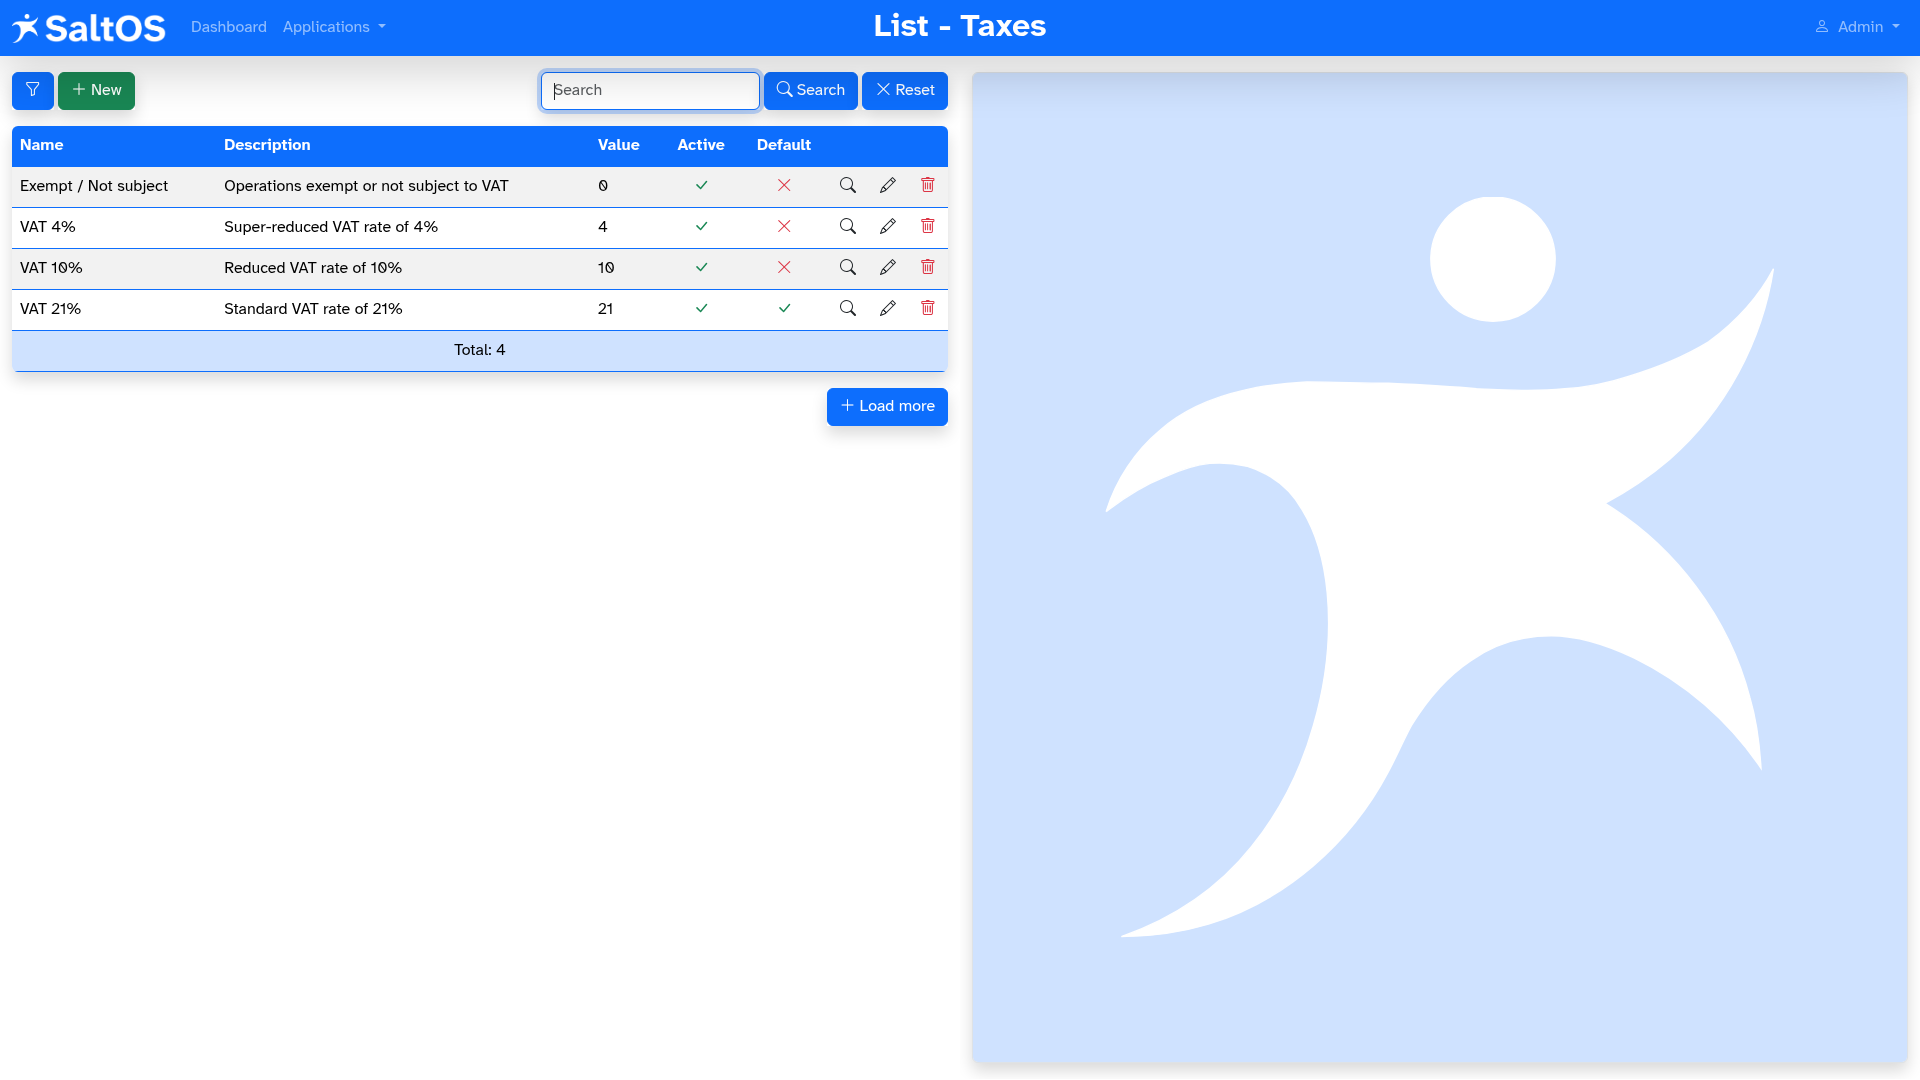 SaltOS Dashboard Applications List - Taxes Admin
New Search Search Reset
Name Description Value Active Default
Exempt / Not subject Operations exempt or not subject to VAT 0
VAT 4% Super-reduced VAT rate of 4% 4
VAT 10% Reduced VAT rate of 10% 10
VAT 21% Standard VAT rate of 21% 21
Total: 4
Load more